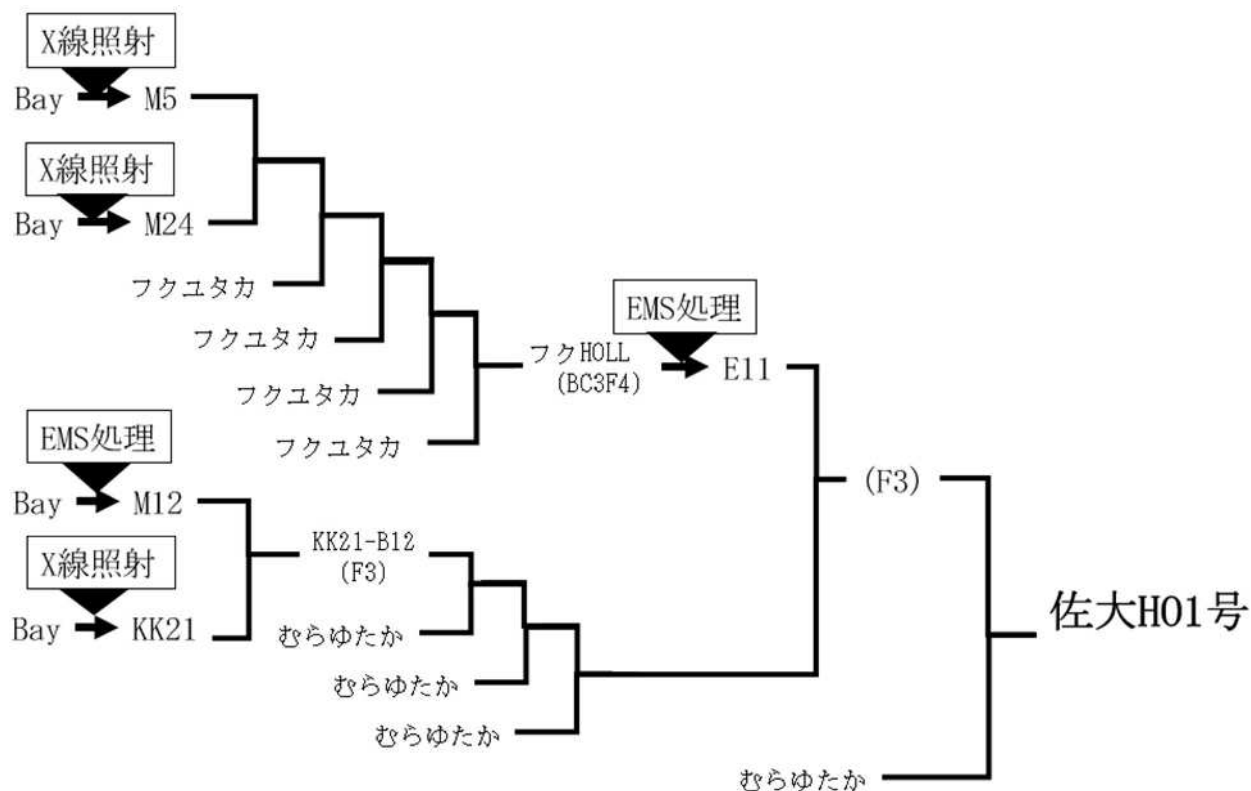 X線照射
Bay M5
X線照射
Bay M24
フクユタカ
フクユタカ
フクユタカ
フクユタカ
フクHOLL
(BC3F4)
EMS処理
E11
EMS処理
Bay M12
X線照射
Bay KK21
KK21-B12
(F3)
むらゆたか
むらゆたか
むらゆたか
(F3)
むらゆたか
佐大HO1号